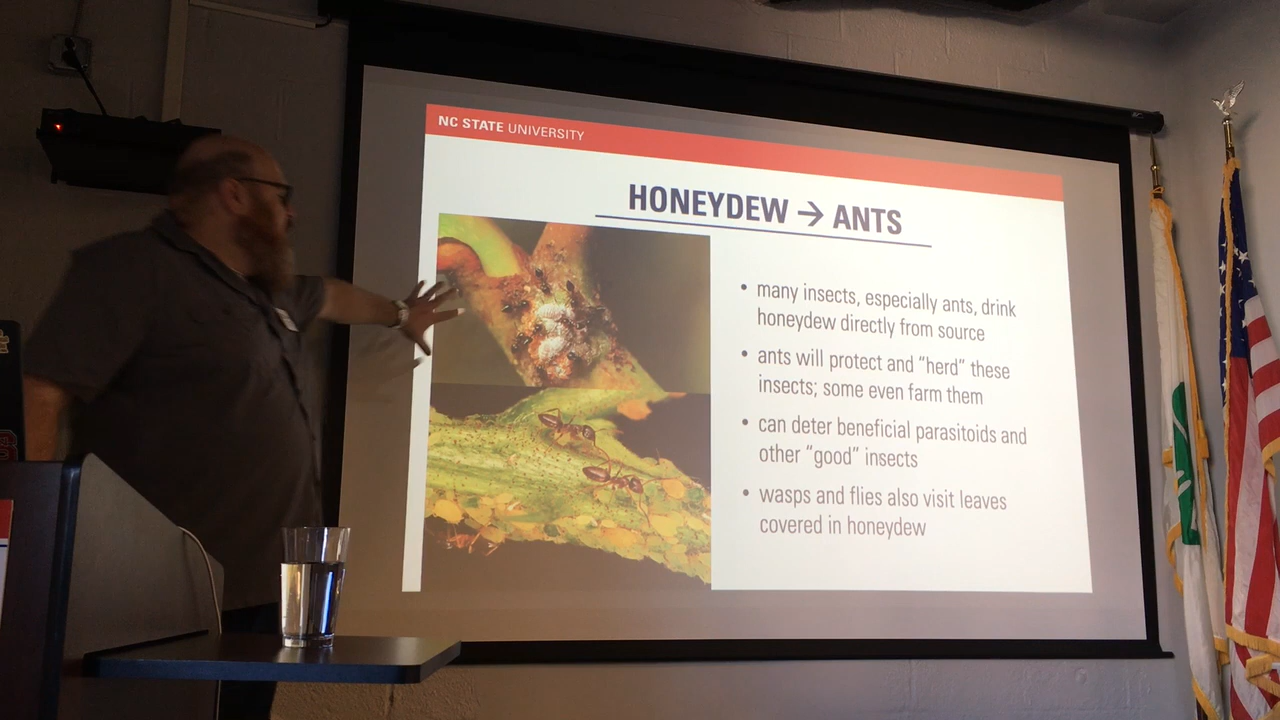 NC STATE UNIVERSITY
HONEYDEW → ANTS
• many insects, especially ants, drink
honeydew directly from source
• ants will protect and “herd” these
insects; some even farm them
• can deter beneficial parasitoids and
other “good” insects
• wasps and flies also visit leaves
covered in honeydew